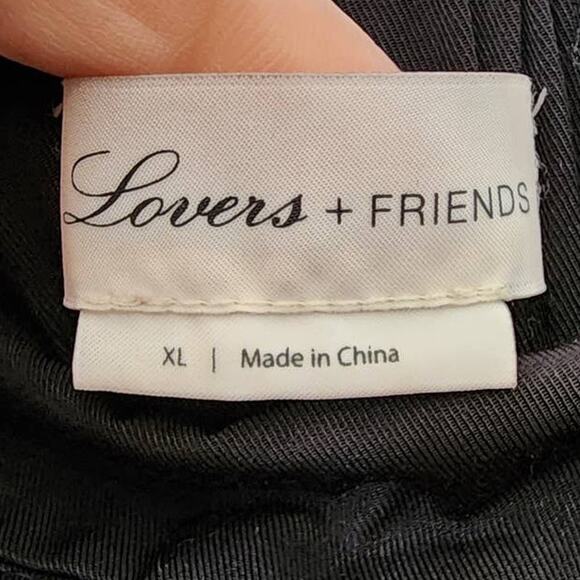 Lovers + FRIENDS
XL | Made in China